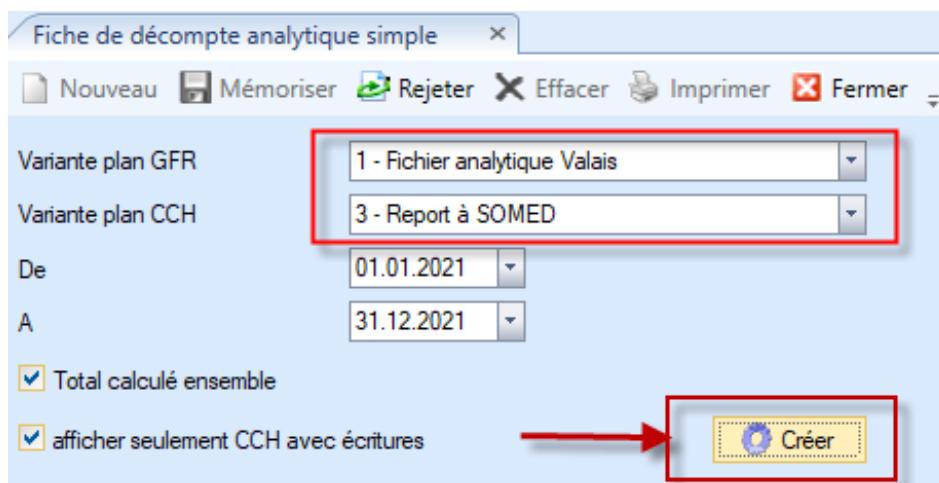 Fiche de décompte analytique simple
Nouveau Mémoriser Rejeter Effacer Imprimer Fermer
Variante plan GFR 1 - Fichier analytique Valais
Variante plan CCH 3 - Report à SOMED
De 01.01.2021
A 31.12.2021
Total calculé ensemble
afficher seulement CCH avec écritures Créer